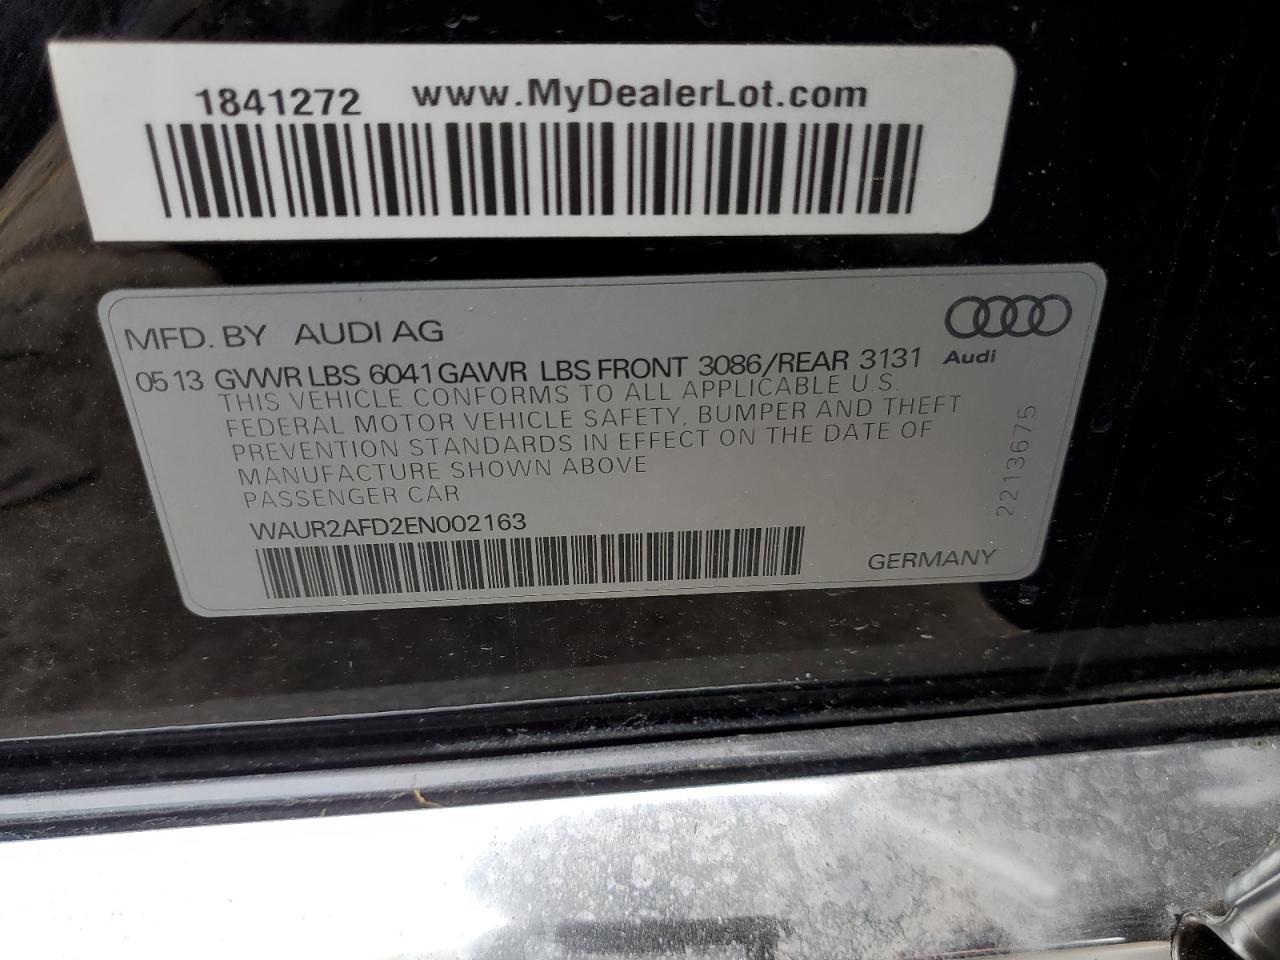 1841272 www.MyDealerLot.com
MFD. BY AUDI AG
Audi
05 13 GVWR LBS 6041 GAWR LBS FRONT 3086/REAR 3131
THIS VEHICLE CONFORMS TO ALL APPLICABLE U.S.
FEDERAL MOTOR VEHICLE SAFETY, BUMPER AND THEFT
PREVENTION STANDARDS IN EFFECT ON THE DATE OF
MANUFACTURE SHOWN ABOVE
PASSENGER CAR
WAUR2AFD2EN002163
GERMANY
2213675